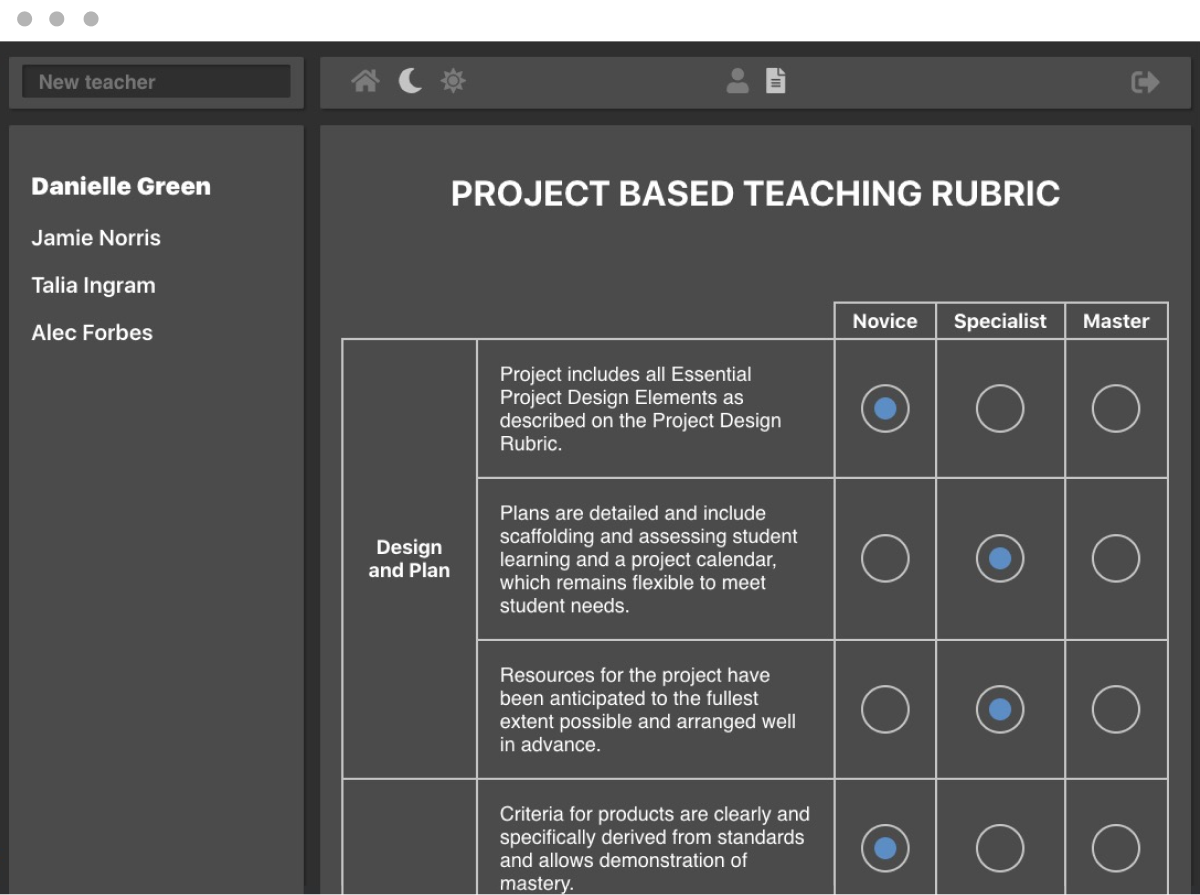 New teacher
Danielle Green
Jamie Norris
Talia Ingram
Alec Forbes
PROJECT BASED TEACHING RUBRIC
Novice
Specialist
Master
Design
and Plan
Project includes all Essential
Project Design Elements as
described on the Project Design
Rubric.
Plans are detailed and include
scaffolding and assessing student
learning and a project calendar,
which remains flexible to meet
student needs.
Resources for the project have
been anticipated to the fullest
extent possible and arranged well
in advance.
Criteria for products are clearly and
specifically derived from standards
and allows demonstration of
mastery.